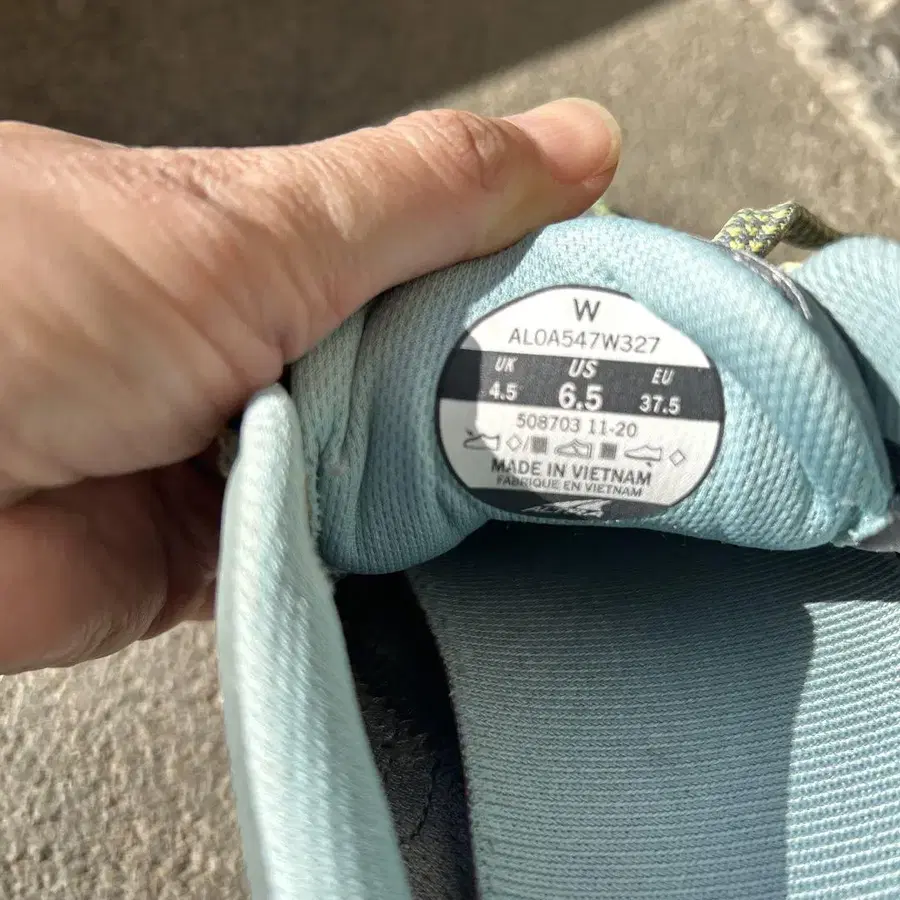 W
AL0A547W327
UK US EU
4.5 6.5 37.5
508703 11-20
MADE IN VIETNAM
FABRIQUE EN VIETNAM
ALTRA